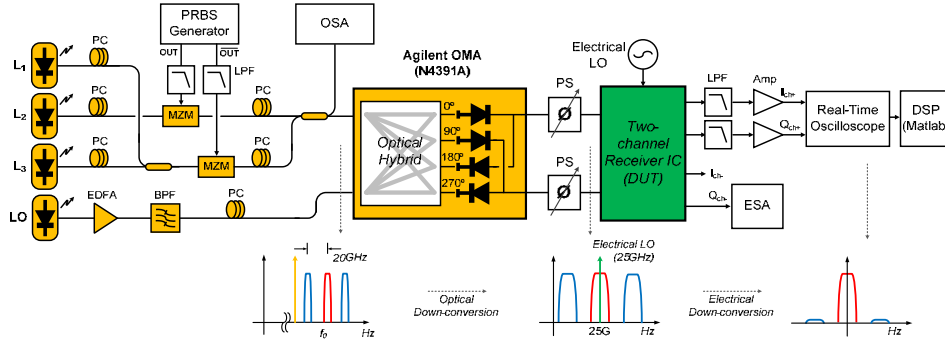 PRBS
Generator
OSA
Electrical
LO
Agilent OMA
(N4391A)
PC
OUT
OUT
LPF
PC
LPF
Amp
L1
PS
Ich+
0º
MZM
L2
PC
90º
Two-
channel
Receiver IC
(DUT)
Qch+
Real-Time
Oscilloscope
DSP
(Matlab)
Optical
Hybrid
180º
PC
PC
L3
MZM
270º
PS
Ich-
Qch-
ESA
Ø
Ø
EDFA
BPF
PC
LO
20GHz
Electrical LO
(25GHz)
Optical
Down-conversion
Electrical
Down-conversion
f0
Hz
25G
Hz
Hz